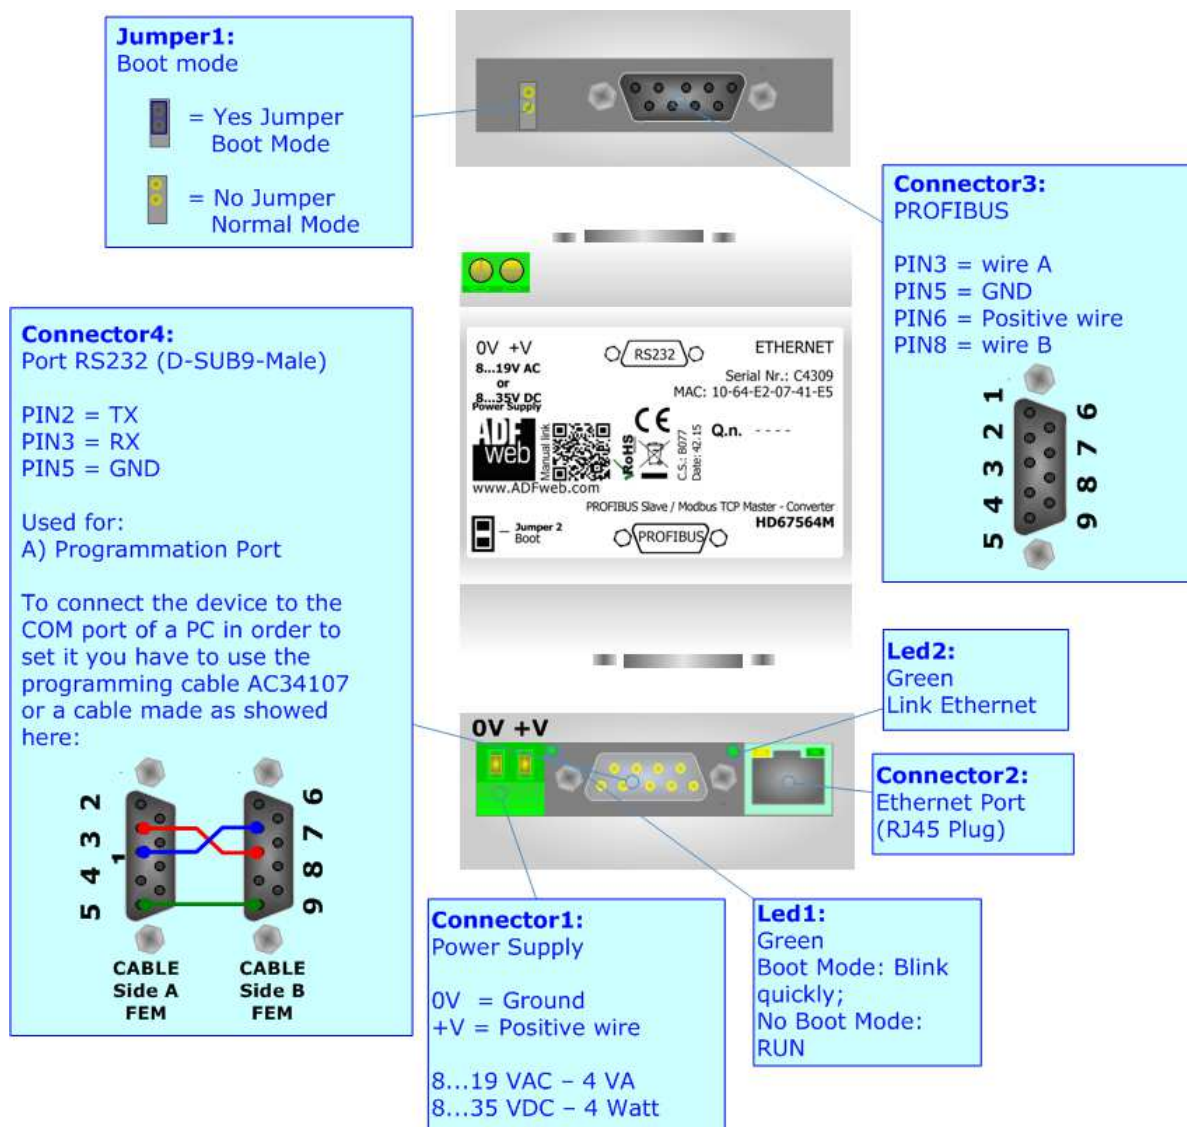 Jumper1:
Boot mode
= Yes Jumper
Boot Mode
= No Jumper
Normal Mode
Connector3:
PROFIBUS
PIN3 = wire A
PIN5 = GND
PIN6 = Positive wire
PIN8 = wire B
1
2
3
4
5
6
7
8
9
Connector4:
Port RS232 (D-SUB9-Male)
PIN2 = TX
PIN3 = RX
PIN5 = GND
Used for:
A) Programmation Port
To connect the device to the
COM port of a PC in order to
set it you have to use the
programming cable AC34107
or a cable made as showed
here:
2
3
1
4
5
6
7
8
9
CABLE
Side A
FEM
CABLE
Side B
FEM
0V +V
8...19V AC
or
8...35V DC
Power Supply
RS232
ETHERNET
Serial Nr.: C4309
MAC: 10-64-E2-07-41-E5
ADF
web
Manual link
RoHS
CE
C.S.: B077
Date: 42.15
Q.n. - - - -
www.ADFweb.com
PROFIBUS Slave / Modbus TCP Master - Converter
HD67564M
Jumper 2
Boot
PROFIBUS
0V +V
Led2:
Green
Link Ethernet
Connector2:
Ethernet Port
(RJ45 Plug)
Connector1:
Power Supply
0V = Ground
+V = Positive wire
8...19 VAC – 4 VA
8...35 VDC – 4 Watt
Led1:
Green
Boot Mode: Blink
quickly;
No Boot Mode:
RUN